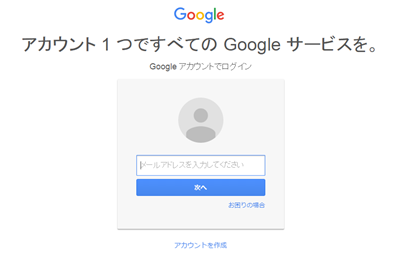 Google
アカウント 1 つですべての Google サービスを。
Google アカウントでログイン
メールアドレスを入力してください
次へ
お困りの場合
アカウントを作成